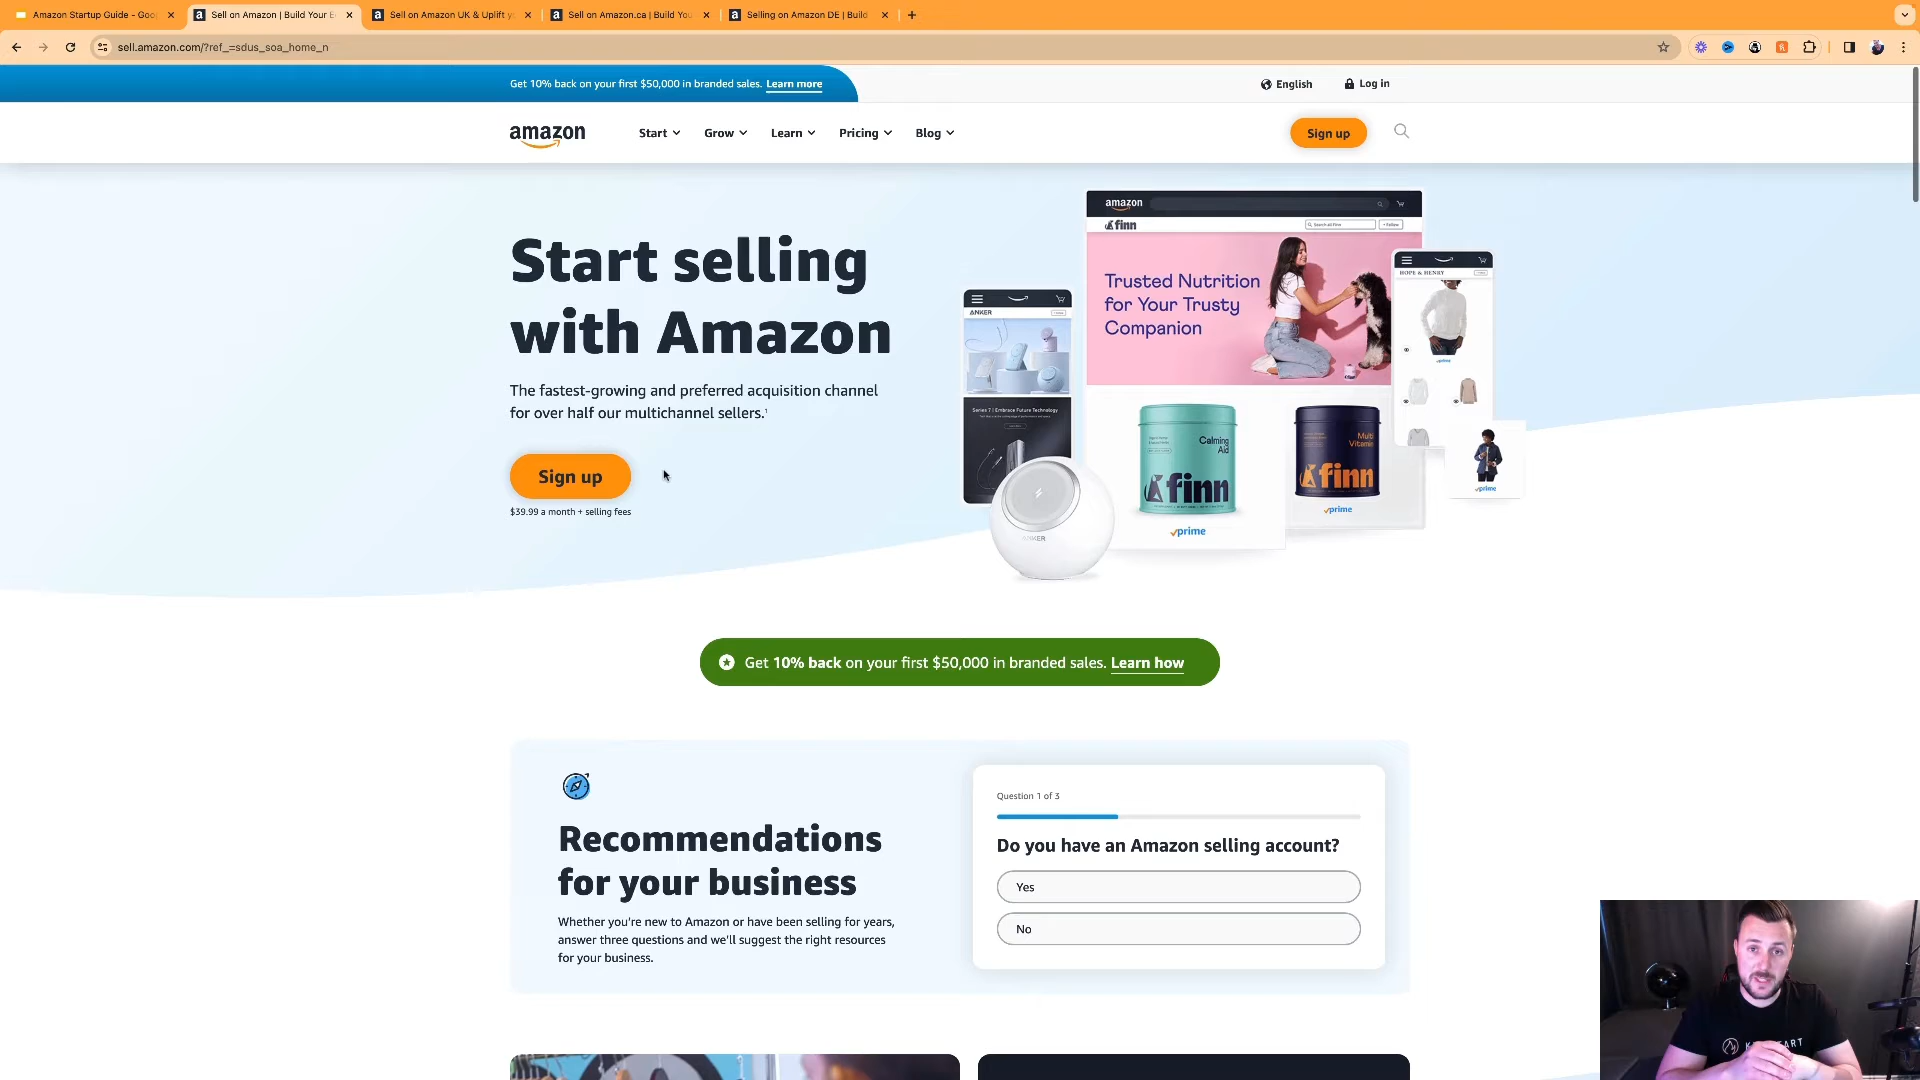 Amazon Startup Guide - Goo
Sell on Amazon | Build Your E
Sell on Amazon UK & Uplift y
Sell on Amazon.ca | Build You
Selling on Amazon DE | Build
sell.amazon.com/?ref_=sdus_soa_home_n
Get 10% back on your first $50,000 in branded sales. Learn more
English
Log in
amazon
Start
Grow
Learn
Pricing
Blog
Sign up
Start selling
with Amazon
The fastest-growing and preferred acquisition channel
for over half our multichannel sellers.¹
Sign up
$39.99 a month + selling fees
amazon
finn
Search all Finn
+ Follow
Trusted Nutrition
for Your Trusty
Companion
ANKER
Series 7 | Embrace Future Technology
ANKER
HOPE & HENRY
prime
Calming
Aid
finn
prime
Multi
Vitamin
finn
prime
prime
Get 10% back on your first $50,000 in branded sales. Learn how
Recommendations
for your business
Whether you're new to Amazon or have been selling for years,
answer three questions and we'll suggest the right resources
for your business.
Question 1 of 3
Do you have an Amazon selling account?
Yes
No